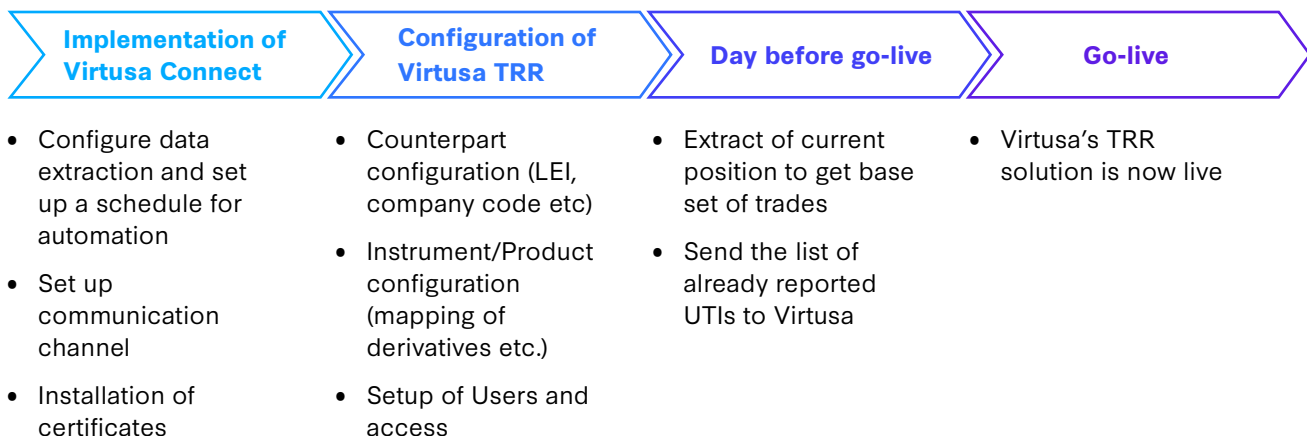 Implementation of
Virtusa Connect
Configuration of
Virtusa TRR
Day before go-live
Go-live
• Configure data
extraction and set
up a schedule for
automation
• Set up
communication
channel
• Installation of
certificates
• Counterpart
configuration (LEI,
company code etc)
• Instrument/Product
configuration
(mapping of
derivatives etc.)
• Setup of Users and
access
• Extract of current
position to get base
set of trades
• Send the list of
already reported
UTIs to Virtusa
• Virtusa’s TRR
solution is now live